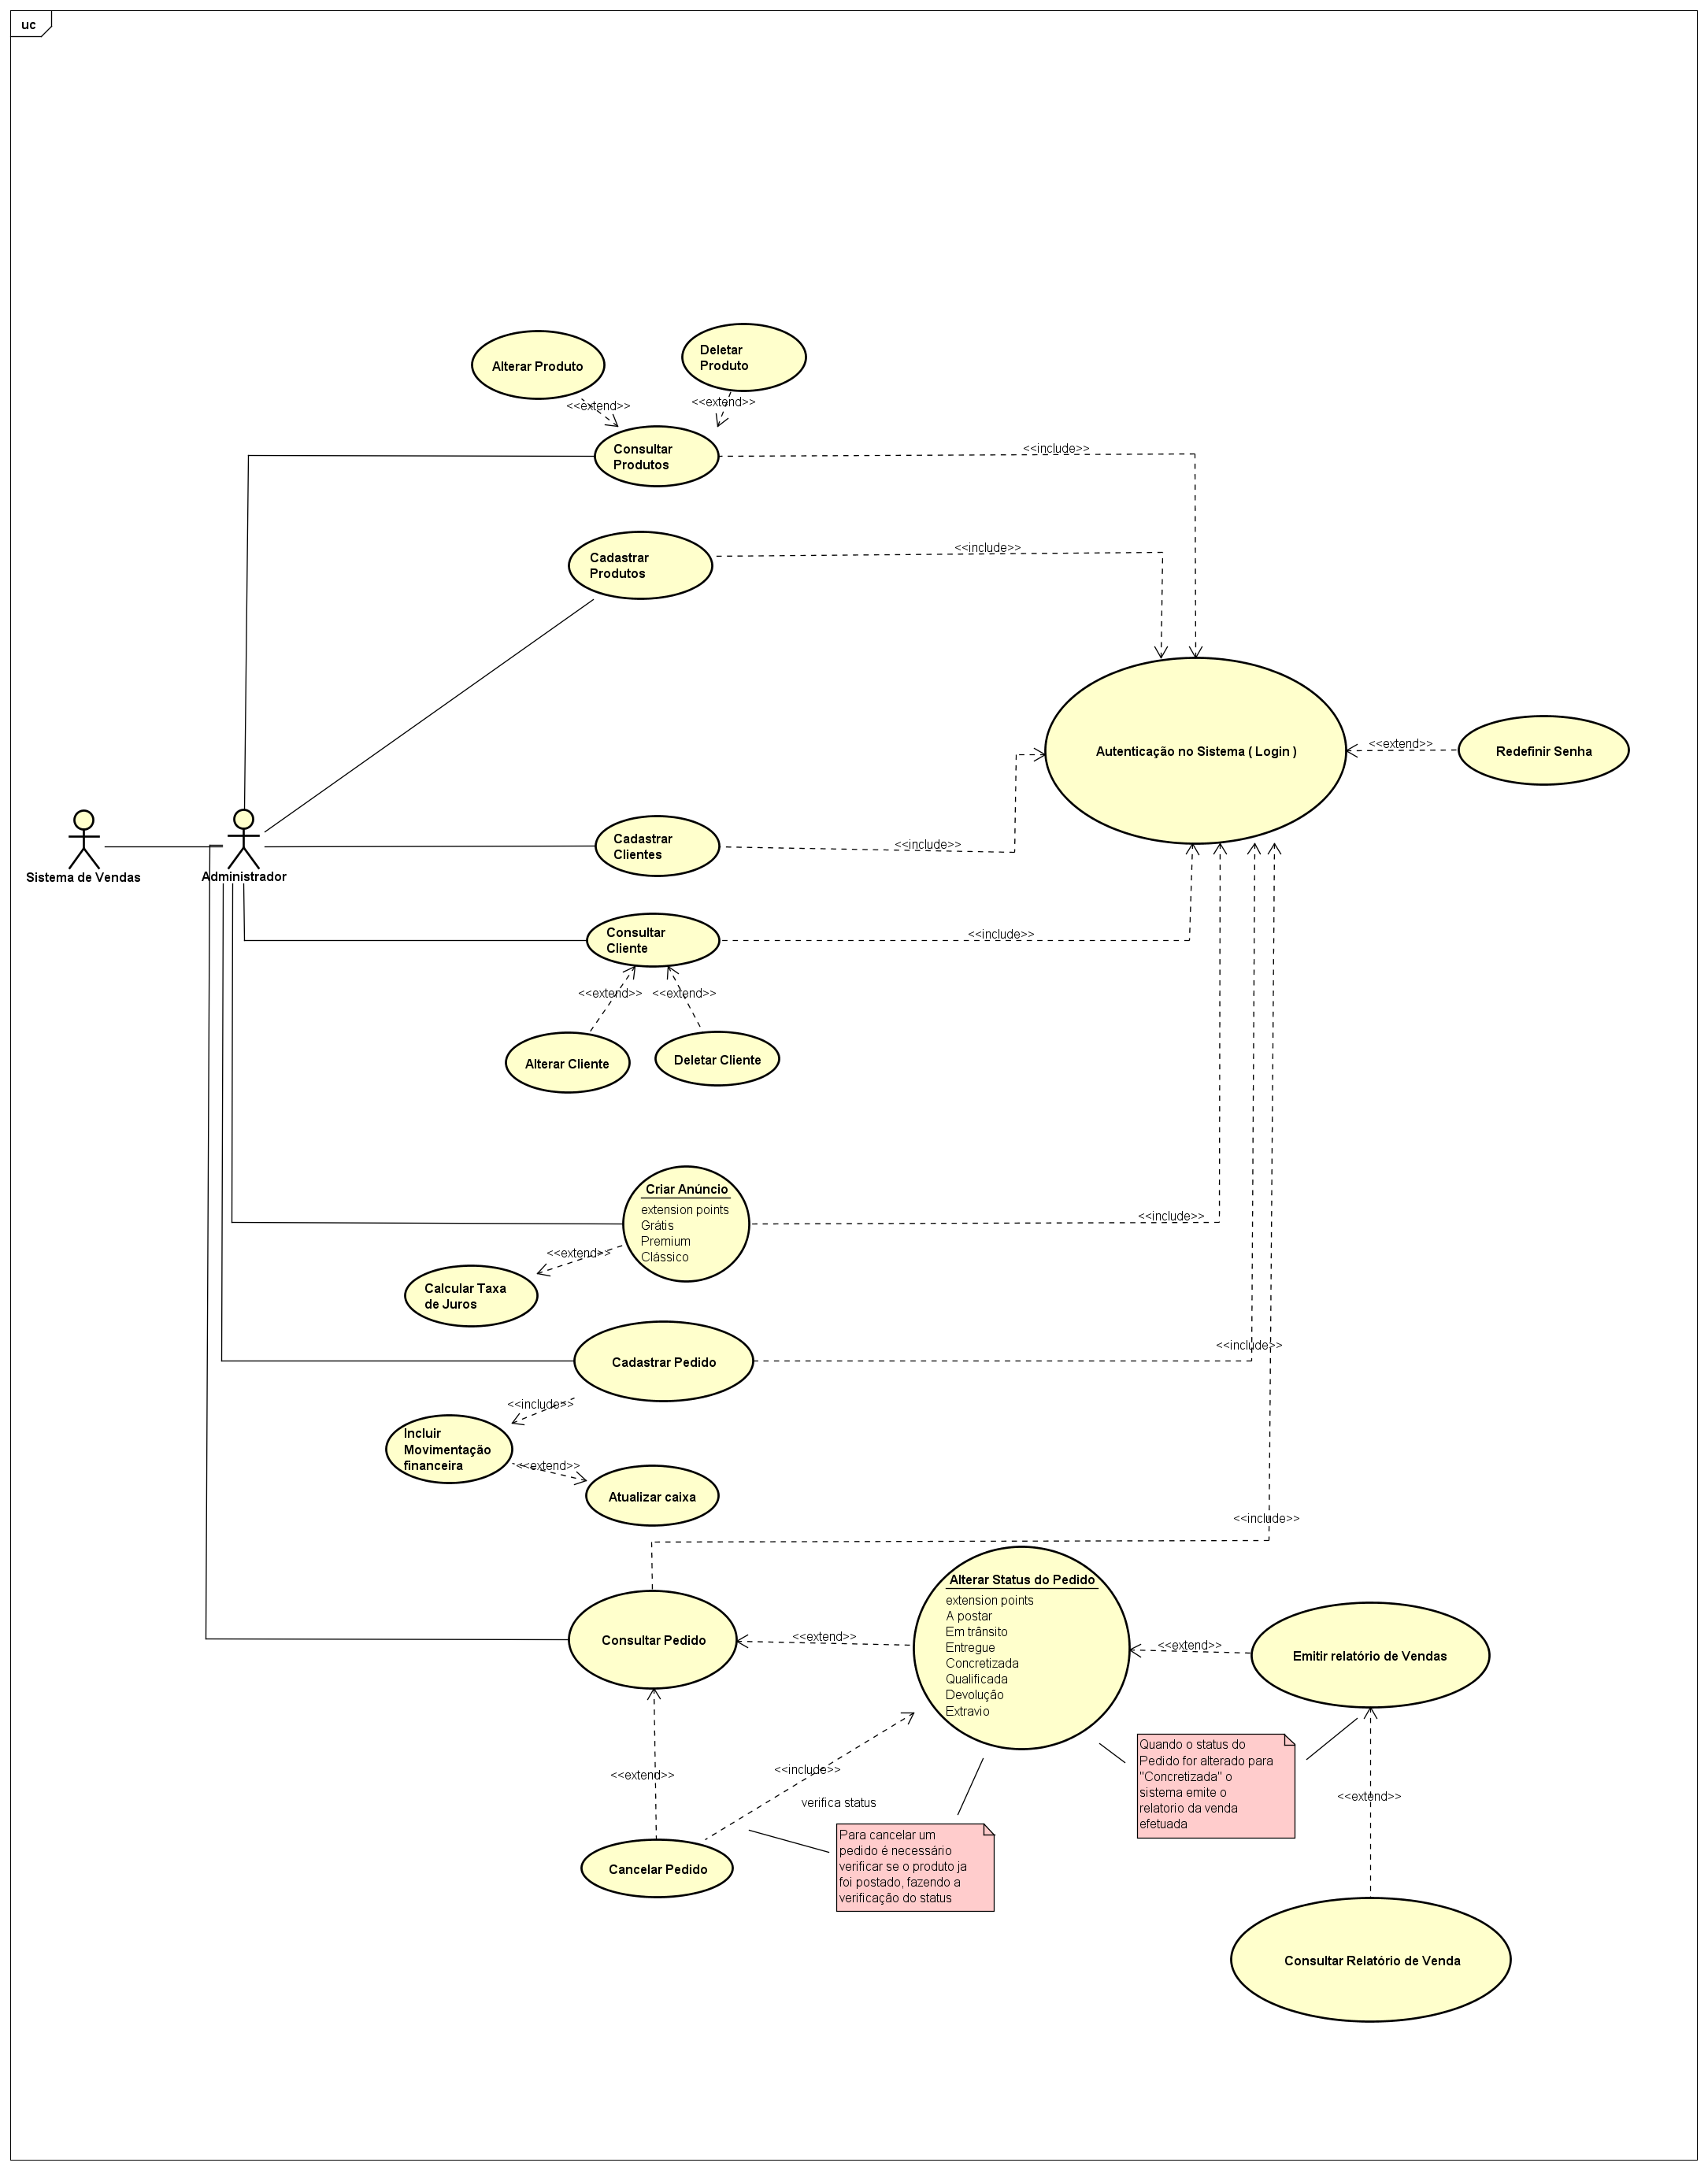 uc
Alterar Produto
Deletar
Produto
<<extend>>
<<extend>>
Consultar
Produtos
<<include>>
Cadastrar
Produtos
<<include>>
Autenticação no Sistema ( Login )
<<extend>>
Redefinir Senha
Sistema de Vendas
Administrador
Cadastrar
Clientes
<<include>>
Consultar
Cliente
<<include>>
<<extend>>
<<extend>>
Alterar Cliente
Deletar Cliente
Criar Anúncio
extension points
Grátis
Premium
Clássico
<<include>>
<<extend>>
Calcular Taxa
de Juros
Cadastrar Pedido
<<include>>
<<include>>
Incluir
Movimentação
financeira
<<extend>>
Atualizar caixa
<<include>>
Consultar Pedido
<<extend>>
Alterar Status do Pedido
extension points
A postar
Em trânsito
Entregue
Concretizada
Qualificada
Devolução
Extravio
<<extend>>
Emitir relatório de Vendas
Quando o status do
Pedido for alterado para
"Concretizada" o
sistema emite o
relatorio da venda
efetuada
<<extend>>
<<include>>
verifica status
<<extend>>
Para cancelar um
pedido é necessário
verificar se o produto ja
foi postado, fazendo a
verificação do status
Cancelar Pedido
Consultar Relatório de Venda